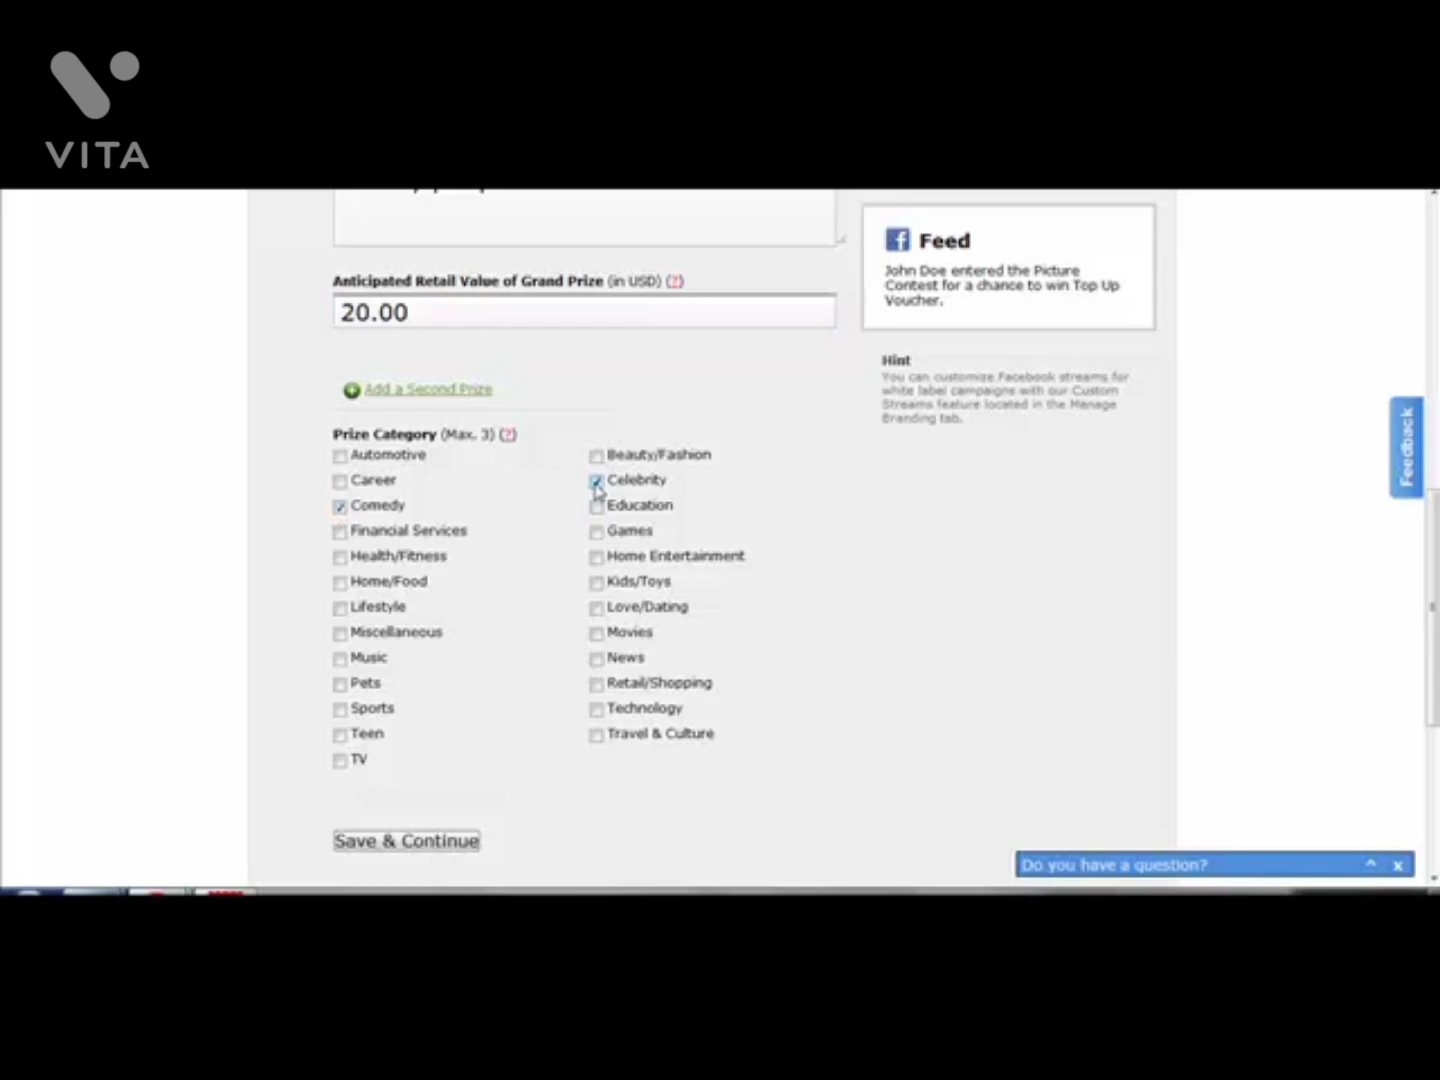 VITA
Anticipated Retail Value of Grand Prize (in USD) (?)
20.00
Add a Second Prize
Prize Category (Max. 3) (?)
Automotive
Beauty/Fashion
Career
Celebrity
Comedy
Education
Financial Services
Games
Health/Fitness
Home Entertainment
Home/Food
Kids/Toys
Lifestyle
Love/Dating
Miscellaneous
Movies
Music
News
Pets
Retail/Shopping
Sports
Technology
Teen
Travel & Culture
TV
Save & Continue
f Feed
John Doe entered the Picture
Contest for a chance to win Top Up
Voucher.
Hint
You can customize Facebook streams for
white label campaigns with our Custom
Streams feature located in the Manage
Branding tab.
Feedback
Do you have a question?